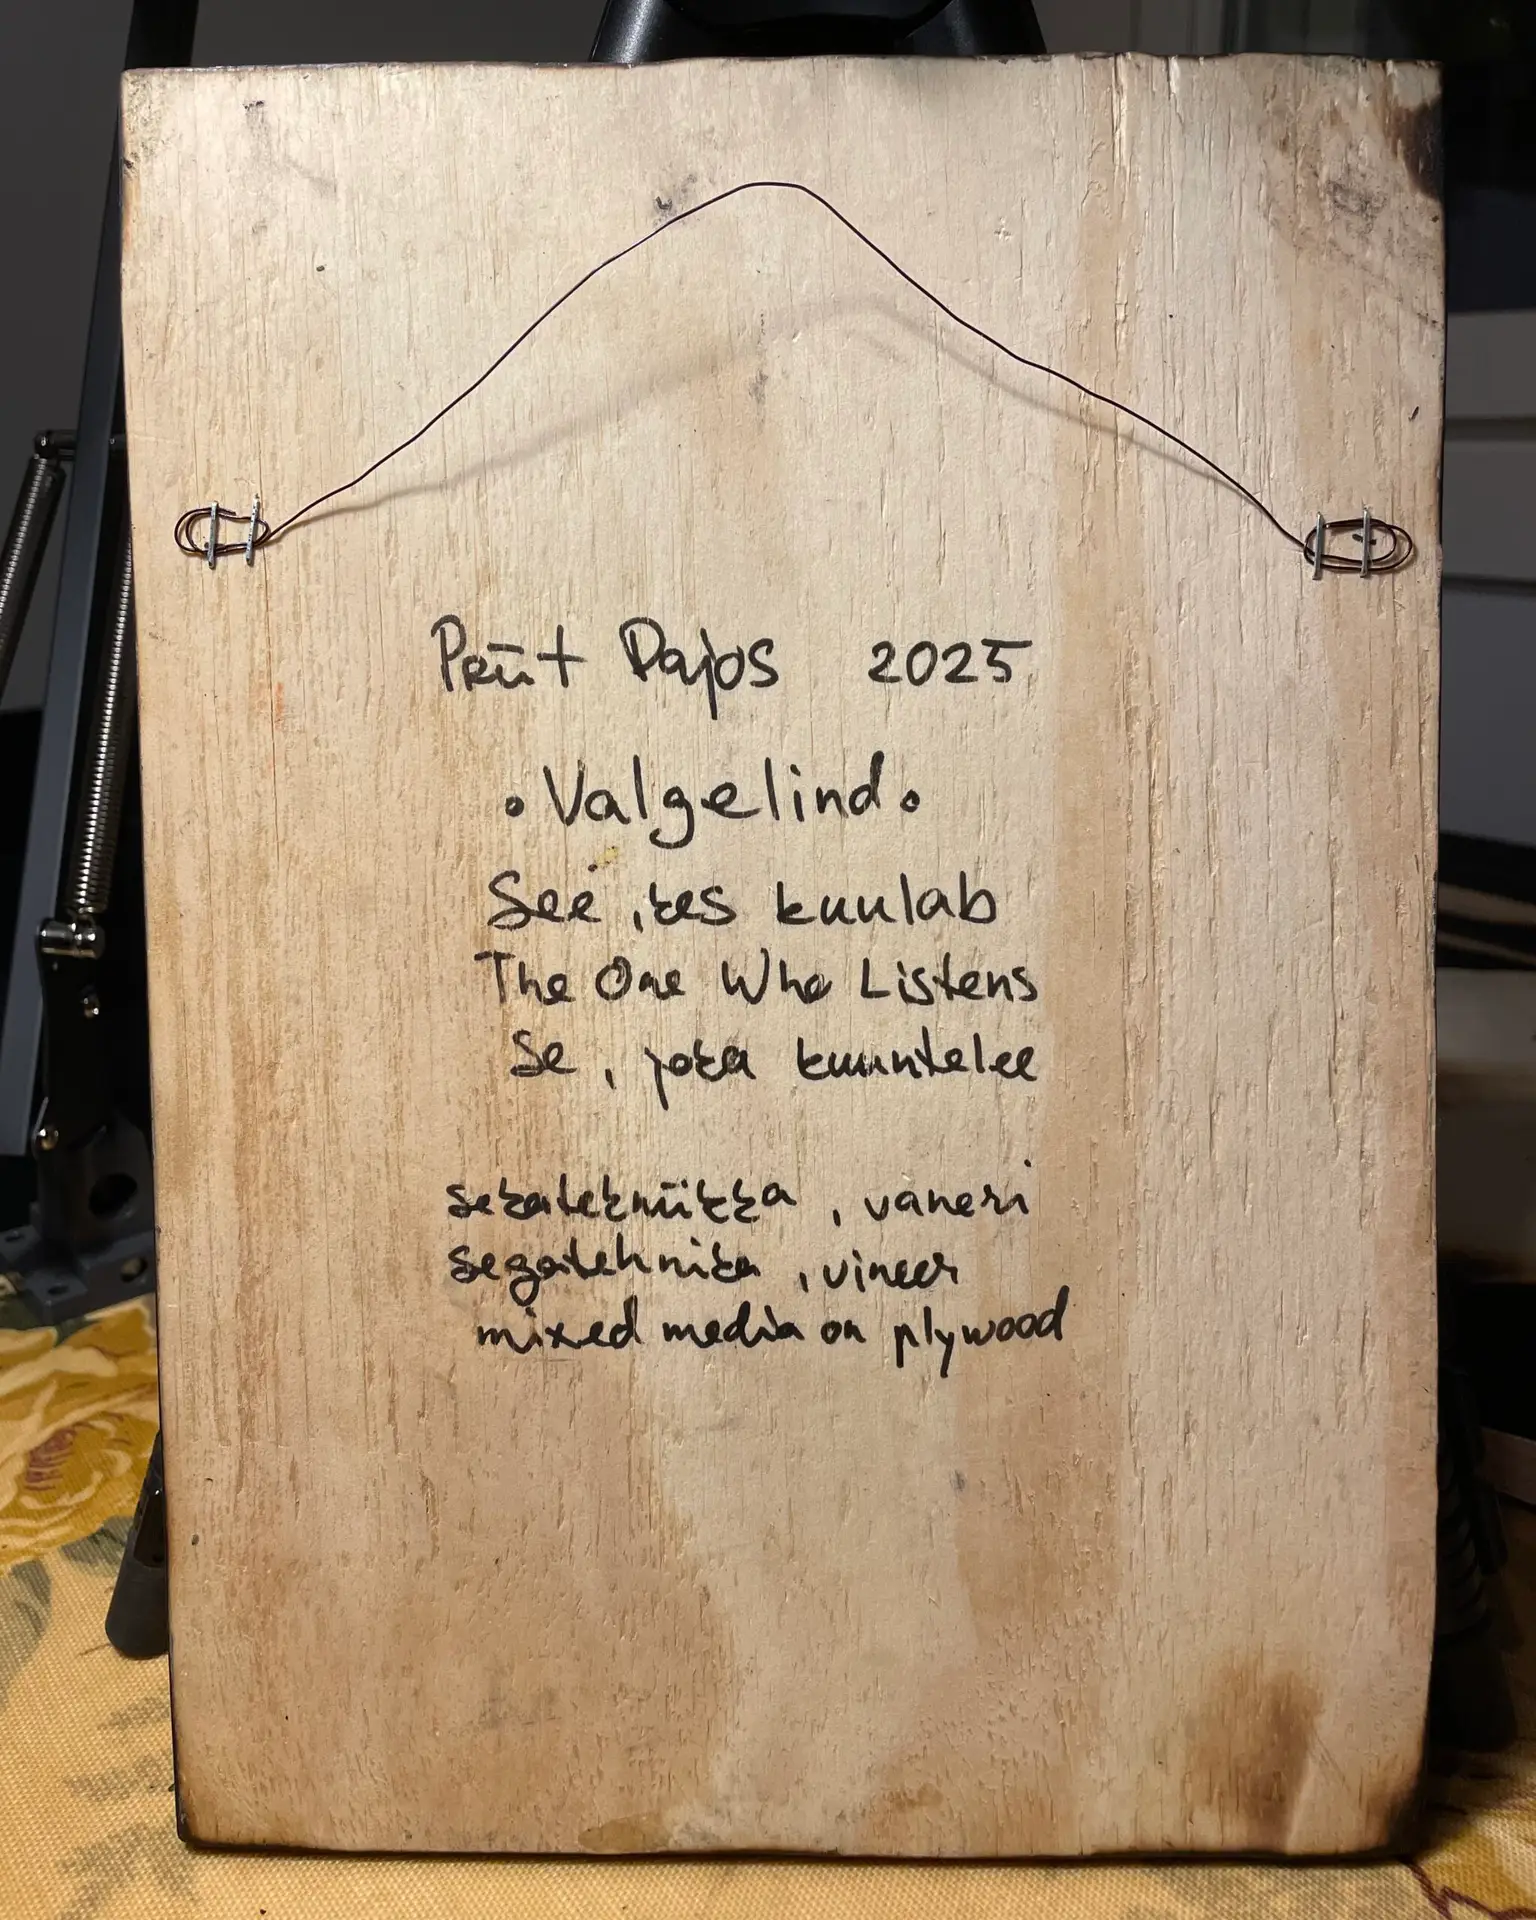 Priit Pajos 2025
• Valgelind •
See, kes kuulab
The One Who Listens
Se, joka kuuntelee
sekatekniikka, vaneri
segatehnika, vineer
mixed media on plywood